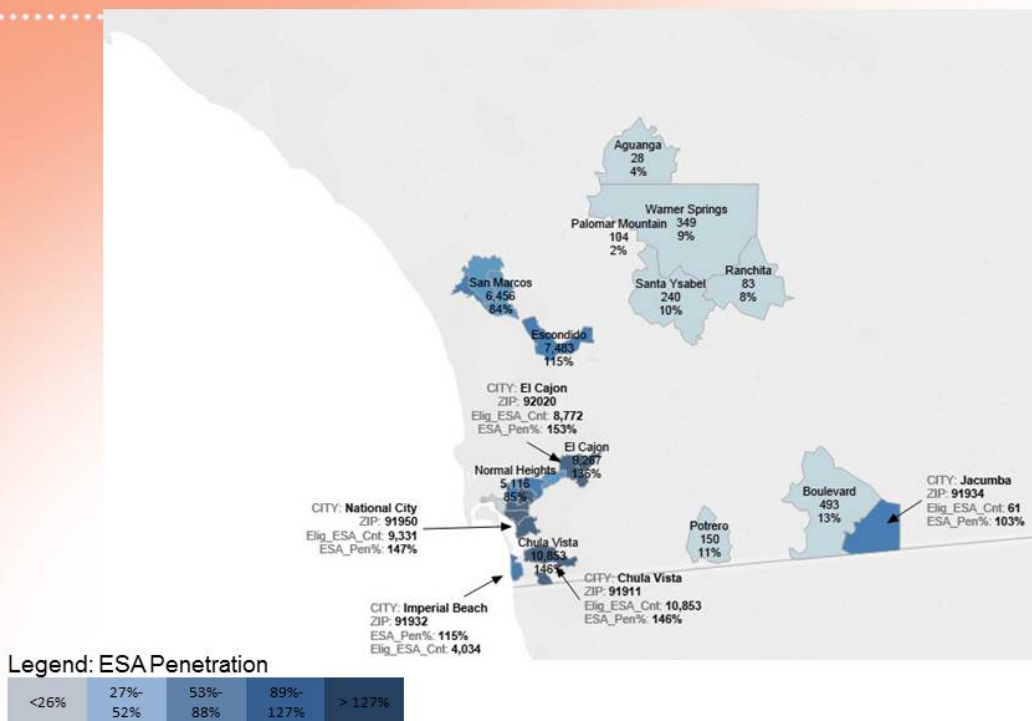 Aguanga
28
4%
Warner Springs
349
9%
Palomar Mountain
104
2%
Ranchita
83
8%
Santa Ysabel
240
10%
San Marcos
6,456
84%
Escondido
7,483
115%
CITY: El Cajon
ZIP: 92020
Elig_ESA_Cnt: 8,772
ESA_Pen%: 153%
El Cajon
9,267
136%
Normal Heights
5,116
85%
CITY: National City
ZIP: 91950
Elig_ESA_Cnt: 9,331
ESA_Pen%: 147%
Boulevard
493
13%
CITY: Jacumba
ZIP: 91934
Elig_ESA_Cnt: 61
ESA_Pen%: 103%
Potrero
150
11%
Chula Vista
10,853
146%
CITY: Chula Vista
ZIP: 91911
Elig_ESA_Cnt: 10,853
ESA_Pen%: 146%
CITY: Imperial Beach
ZIP: 91932
ESA_Pen%: 115%
Elig_ESA_Cnt: 4,034
Legend: ESA Penetration
<26%
27%-
52%
53%-
88%
89%-
127%
> 127%